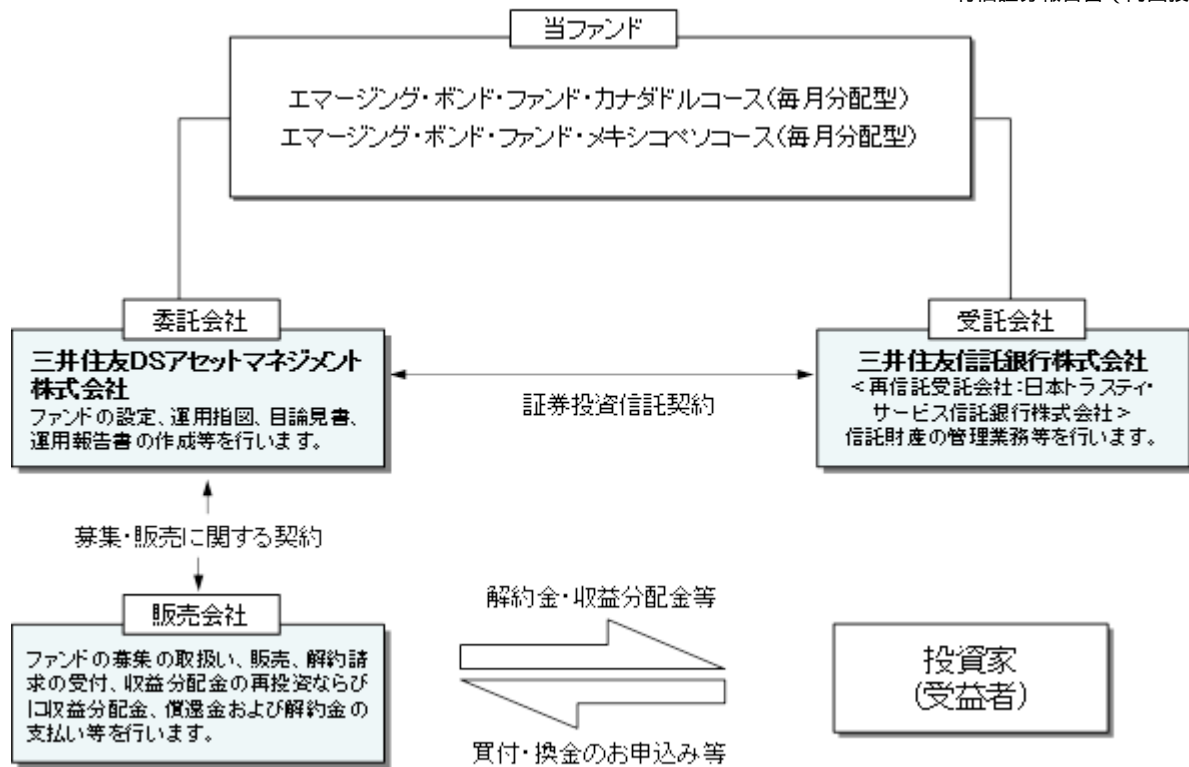 当ファンド
エマージング・ボンド・ファンド・カナダドルコース(毎月分配型)
エマージング・ボンド・ファンド・メキシコペソコース(毎月分配型)
委託会社
三井住友DSアセットマネジメント
株式会社
ファンドの設定、運用指図、目論見書、
運用報告書の作成等を行います。
証券投資信託契約
受託会社
三井住友信託銀行株式会社
<再信託受託会社:日本トラスティ・
サービス信託銀行株式会社>
信託財産の管理業務等を行います。
募集・販売に関する契約
販売会社
ファンドの募集の取扱い、販売、解約請
求の受付、収益分配金の再投資ならび
に収益分配金、償還金および解約金の
支払い等を行います。
解約金・収益分配金等
買付・換金のお申込み等
投資家
(受益者)